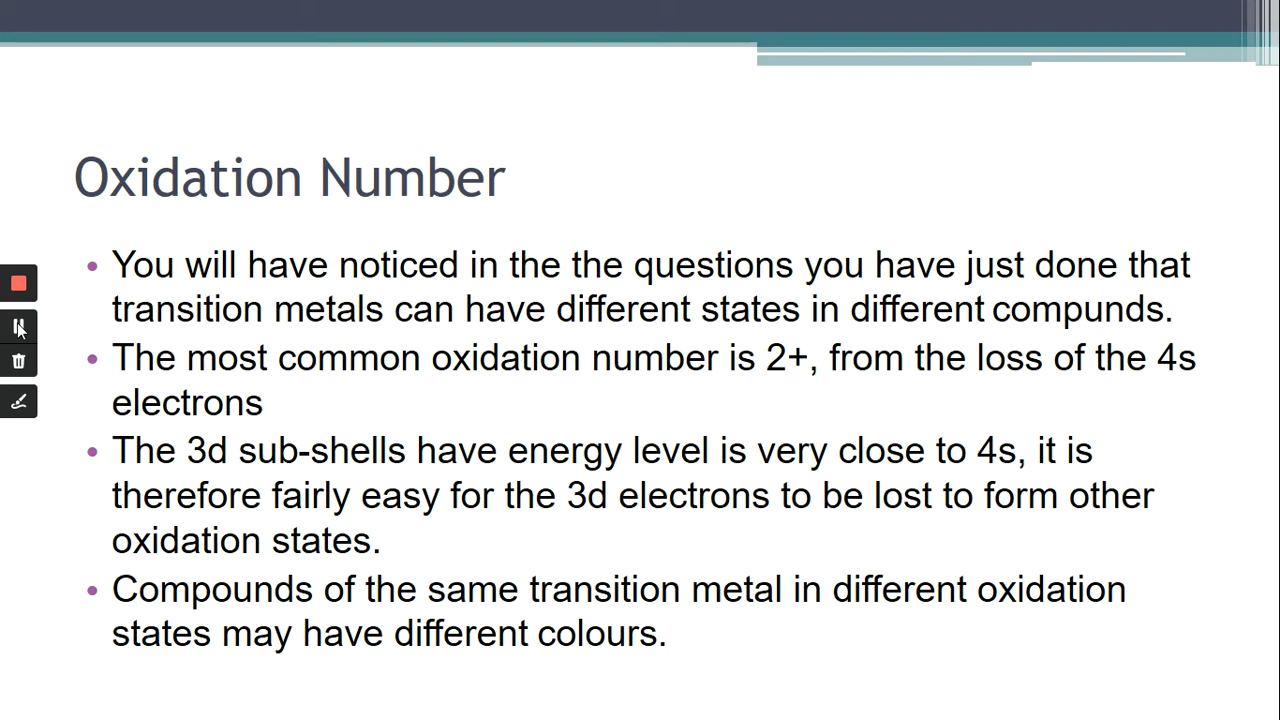 Oxidation Number
• You will have noticed in the the questions you have just done that
transition metals can have different states in different compunds.
• The most common oxidation number is 2+, from the loss of the 4s
electrons
• The 3d sub-shells have energy level is very close to 4s, it is
therefore fairly easy for the 3d electrons to be lost to form other
oxidation states.
• Compounds of the same transition metal in different oxidation
states may have different colours.